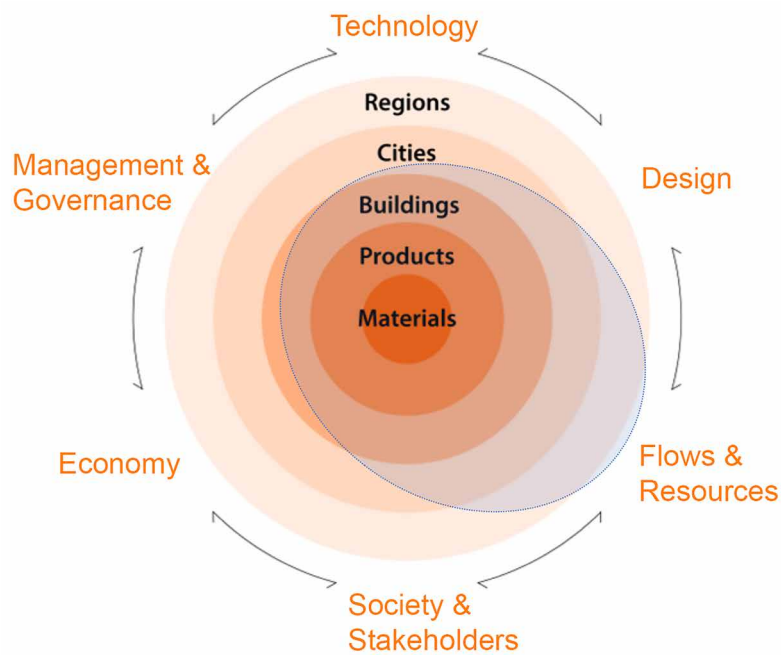 Technology
Regions
Cities
Management &
Governance
Design
Buildings
Products
Materials
Economy
Flows &
Resources
Society &
Stakeholders